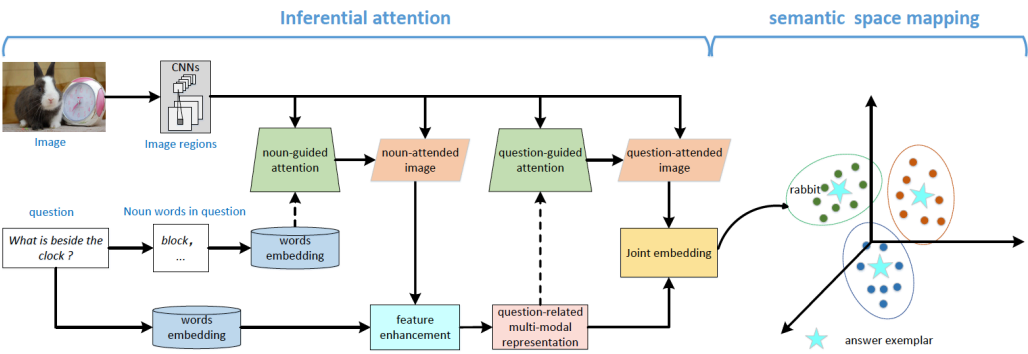 Inferential attention
semantic space mapping
CNNs
Image
Image regions
noun-guided
attention
noun-attended
image
question-guided
attention
question-attended
image
rabbit
question
Noun words in question
What is beside the
clock ?
block,
...
words
embedding
Joint embedding
words
embedding
feature
enhancement
question-related
multi-modal
representation
answer exemplar